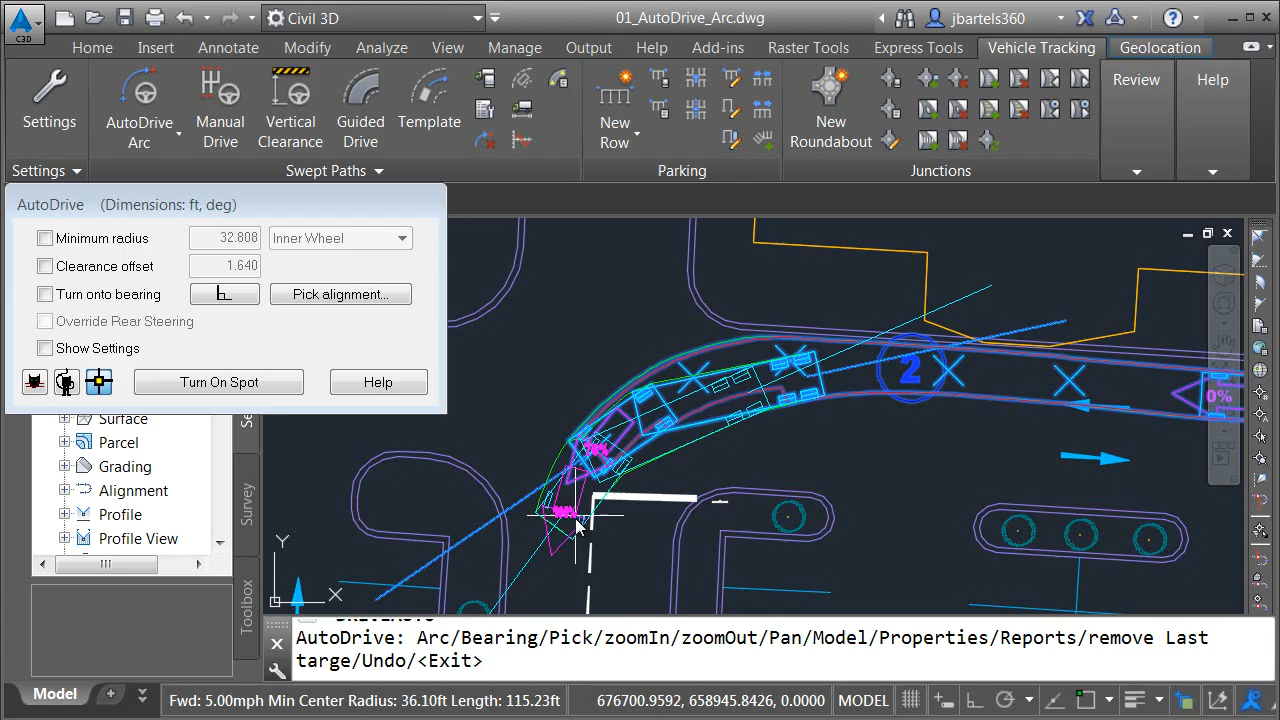 C3D
Civil 3D
01_AutoDrive_Arc.dwg
jbartels360
Home Insert Annotate Modify Analyze View Manage Output Help Add-ins Raster Tools Express Tools Vehicle Tracking Geolocation
Settings
AutoDrive Arc
Manual Drive
Vertical Clearance
Guided Drive
Template
New Row
New Roundabout
Review
Help
Settings Swept Paths Parking Junctions
AutoDrive (Dimensions: ft, deg)
Minimum radius 32.808 Inner Wheel
Clearance offset 1.640
Turn onto bearing Pick alignment...
Override Rear Steering
Show Settings
Turn On Spot Help
Surface
Parcel
Grading
Alignment
Profile
Profile View
Survey
Toolbox
2
0%
Y
X
AutoDrive: Arc/Bearing/Pick/zoomIn/zoomOut/Pan/Model/Properties/Reports/remove Last
targe/Undo/<Exit>
Model
Fwd: 5.00mph Min Center Radius: 36.10ft Length: 115.23ft
676700.9592, 658945.8426, 0.0000 MODEL